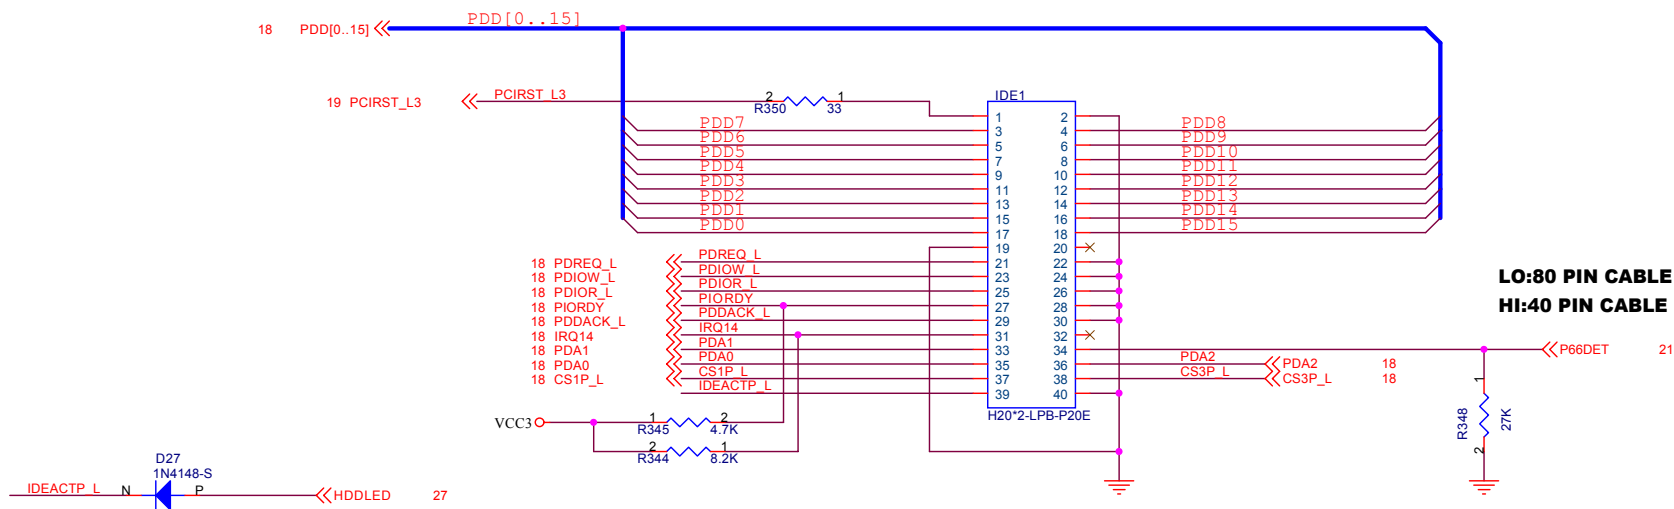 PDD[0..15]
18 PDD[0..15]
19 PCIRST_L3 PCIRST_L3 2 1 IDE1
R350 33
1 2
PDD7 3 4 PDD8
PDD6 5 6 PDD9
PDD5 7 8 PDD10
PDD4 9 10 PDD11
PDD3 11 12 PDD12
PDD2 13 14 PDD13
PDD1 15 16 PDD14
PDD0 17 18 PDD15
19 20
18 PDREQ_L PDREQ_L 21 22
18 PDIOW_L PDIOW_L 23 24
18 PDIOR_L PDIOR_L 25 26
18 PIORDY PIORDY 27 28
18 PDDACK_L PDDACK_L 29 30
18 IRQ14 IRQ14 31 32
18 PDA1 PDA1 33 34
18 PDA0 PDA0 35 36 PDA2 PDA2 18
18 CS1P_L CS1P_L 37 38 CS3P_L CS3P_L 18
IDEACTP_L 39 40
H20*2-LPB-P20E
LO:80 PIN CABLE
HI:40 PIN CABLE
P66DET 21
1
R348 27K
2
VCC3 1 2
R345 4.7K
2 1
R344 8.2K
D27
1N4148-S
IDEACTP_L N P HDDLED 27